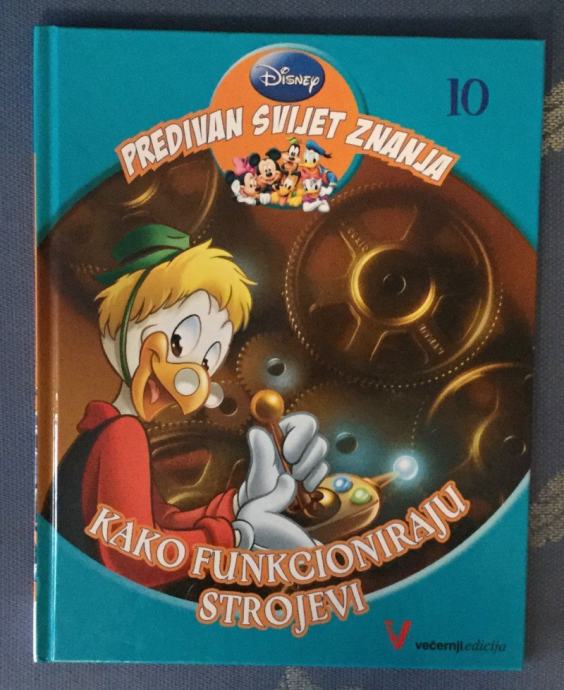 Disney
10
PREDIVAN SVIJET ZNANJA
KAKO FUNKCIONIRAJU
STROJEVI
večernji edicija